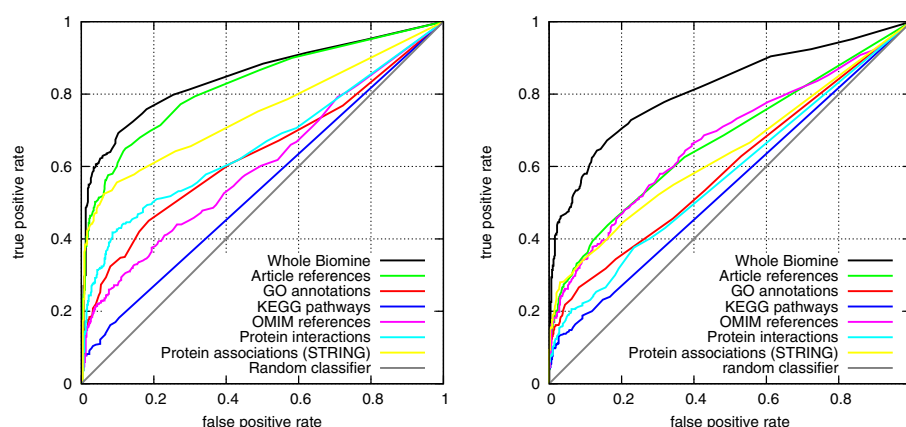 1
0.8
0.6
0.4
0.2
0
0 0.2 0.4 0.6 0.8 1
true positive rate
false positive rate
Whole Biomine
Article references
GO annotations
KEGG pathways
OMIM references
Protein interactions
Protein associations (STRING)
Random classifier
1
0.8
0.6
0.4
0.2
0
0 0.2 0.4 0.6 0.8
true positive rate
false positive rate
Whole Biomine
Article references
GO annotations
KEGG pathways
OMIM references
Protein interactions
Protein associations (STRING)
random classifier